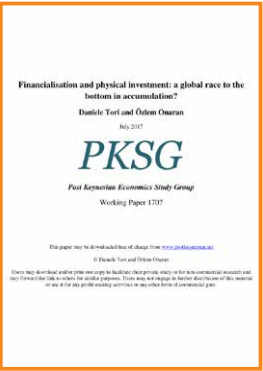 Financialisation and physical investment: a global race to the
bottom in accumulation?
Daniele Tori and Özlem Onaran
July 2017
PKSG
Post Keynesian Economics Study Group
Working Paper 1707
This paper may be downloaded free of charge from www.postkeynesian.net
© Daniele Tori and Özlem Onaran
Users may download and/or print one copy to facilitate their private study or for non-commercial research and
may forward the link to others for similar purposes. Users may not engage in further distribution of this material
or use it for any profit-making activities or any other form of commercial gain.